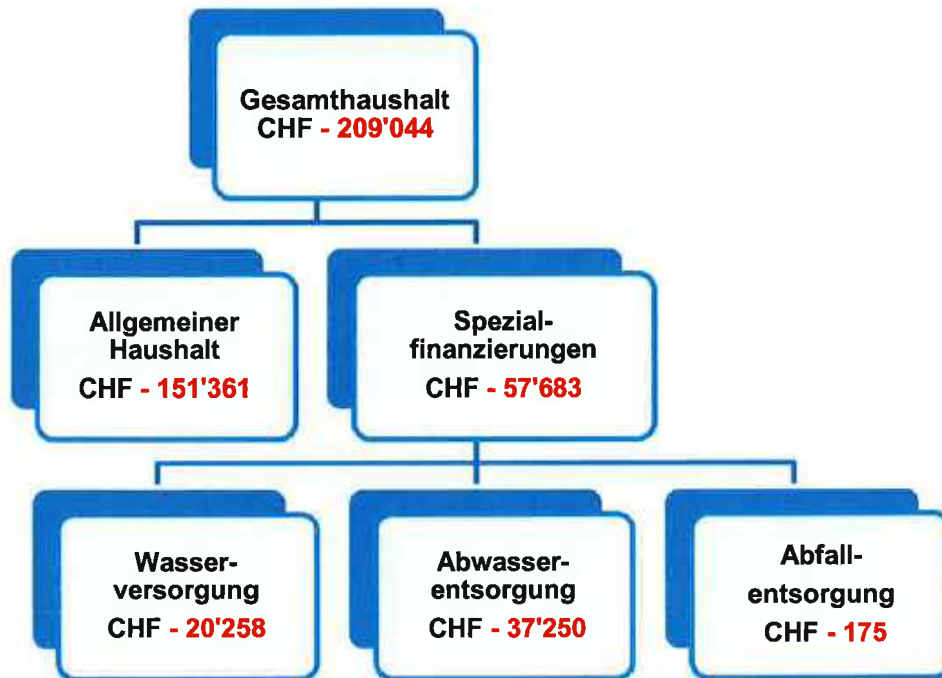 Gesamthaushalt
CHF - 209'044
Allgemeiner
Haushalt
CHF - 151'361
Spezial-
finanzierungen
CHF - 57'683
Wasser-
versorgung
CHF - 20'258
Abwasser-
entsorgung
CHF - 37'250
Abfall-
entsorgung
CHF - 175